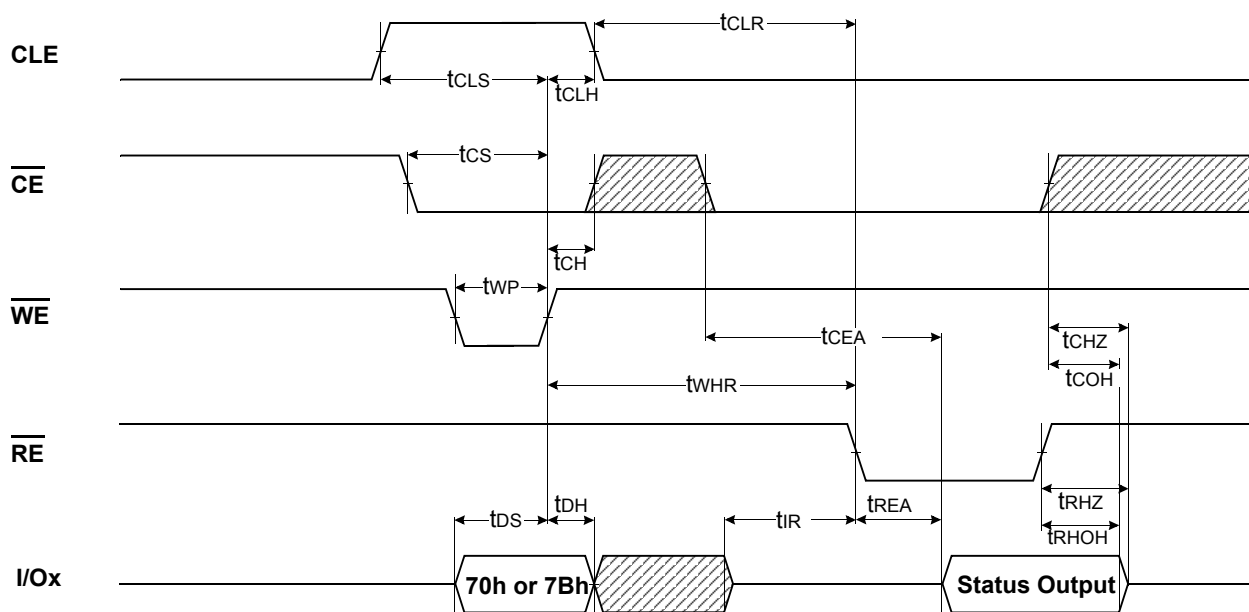 CLE
tCLR
tCLS
tCLH
CE
tCS
tCH
WE
tWP
tCEA
tCHZ
tCOH
tWHR
RE
tDS
tDH
tIR
tREA
tRHZ
tRHOH
I/Ox
70h or 7Bh
Status Output